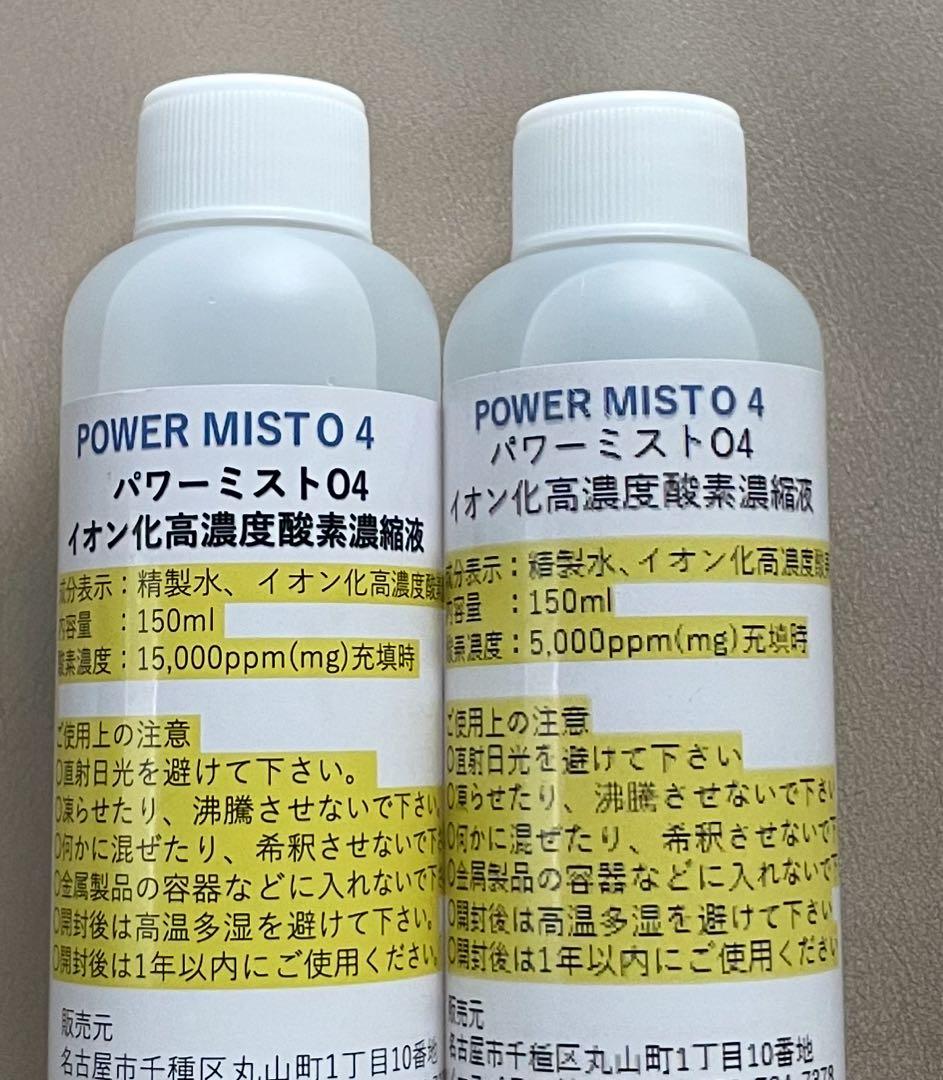 POWER MIST O 4
パワーミストO4
イオン化高濃度酸素濃縮液
成分表示：精製水、イオン化高濃度酸素
内容量　：150ml
酸素濃度：15,000ppm(mg)充填時
ご使用上の注意
○直射日光を避けて下さい。
○凍らせたり、沸騰させないで下さい
○何かに混ぜたり、希釈させないで下
○金属製品の容器などに入れないで下
○開封後は高温多湿を避けて下さい。
○開封後は1年以内にご使用ください。
販売元
名古屋市千種区丸山町1丁目10番地
POWER MIST O 4
パワーミストO4
イオン化高濃度酸素濃縮液
成分表示：精製水、イオン化高濃度酸素
内容量　：150ml
酸素濃度：5,000ppm(mg)充填時
ご使用上の注意
○直射日光を避けて下さい
○凍らせたり、沸騰させないで下さい
○何かに混ぜたり、希釈させないで下
○金属製品の容器などに入れないで下
○開封後は高温多湿を避けて下さい
○開封後は1年以内にご使用ください
販売元
名古屋市千種区丸山町1丁目10番地